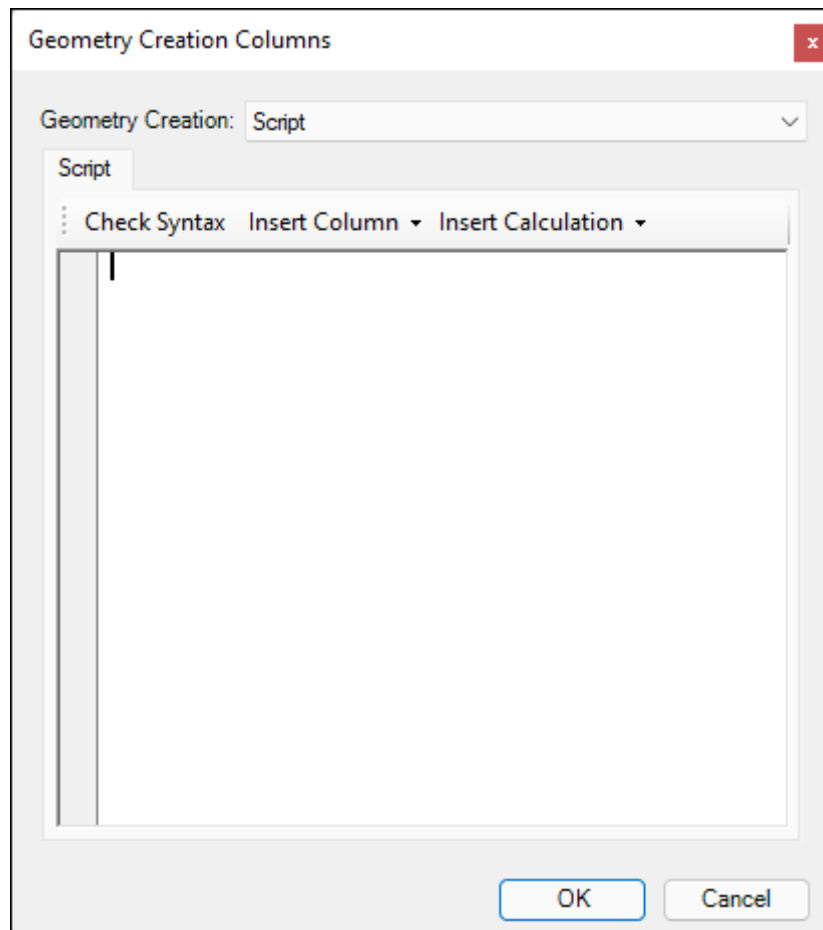 Geometry Creation Columns
x
Geometry Creation: Script
Script
Check Syntax Insert Column Insert Calculation
OK Cancel